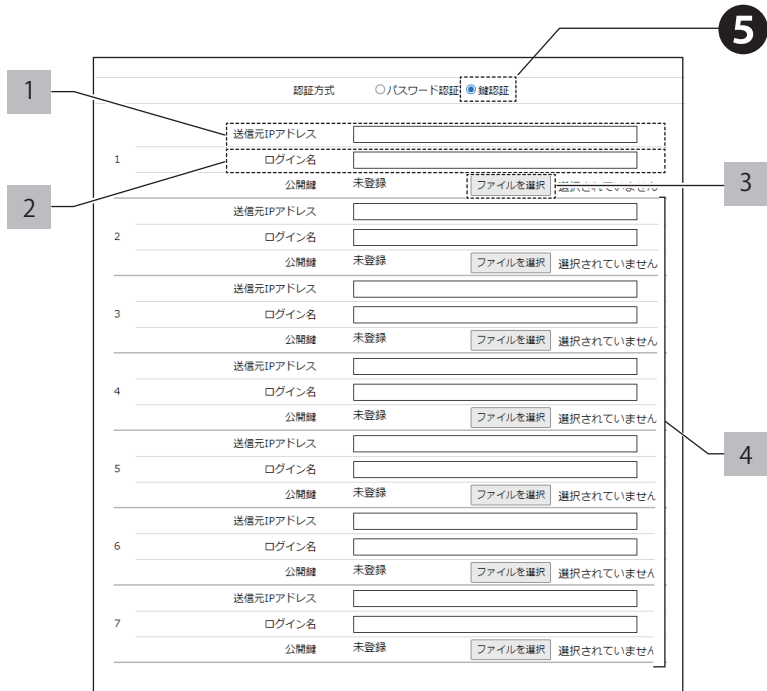 5
認証方式 パスワード認証 鍵認証
1
送信元IPアドレス
1 ログイン名
公開鍵 未登録 ファイルを選択 選択されていません
2
3
送信元IPアドレス
2 ログイン名
公開鍵 未登録 ファイルを選択 選択されていません
送信元IPアドレス
3 ログイン名
公開鍵 未登録 ファイルを選択 選択されていません
送信元IPアドレス
4 ログイン名
公開鍵 未登録 ファイルを選択 選択されていません
4
送信元IPアドレス
5 ログイン名
公開鍵 未登録 ファイルを選択 選択されていません
送信元IPアドレス
6 ログイン名
公開鍵 未登録 ファイルを選択 選択されていません
送信元IPアドレス
7 ログイン名
公開鍵 未登録 ファイルを選択 選択されていません